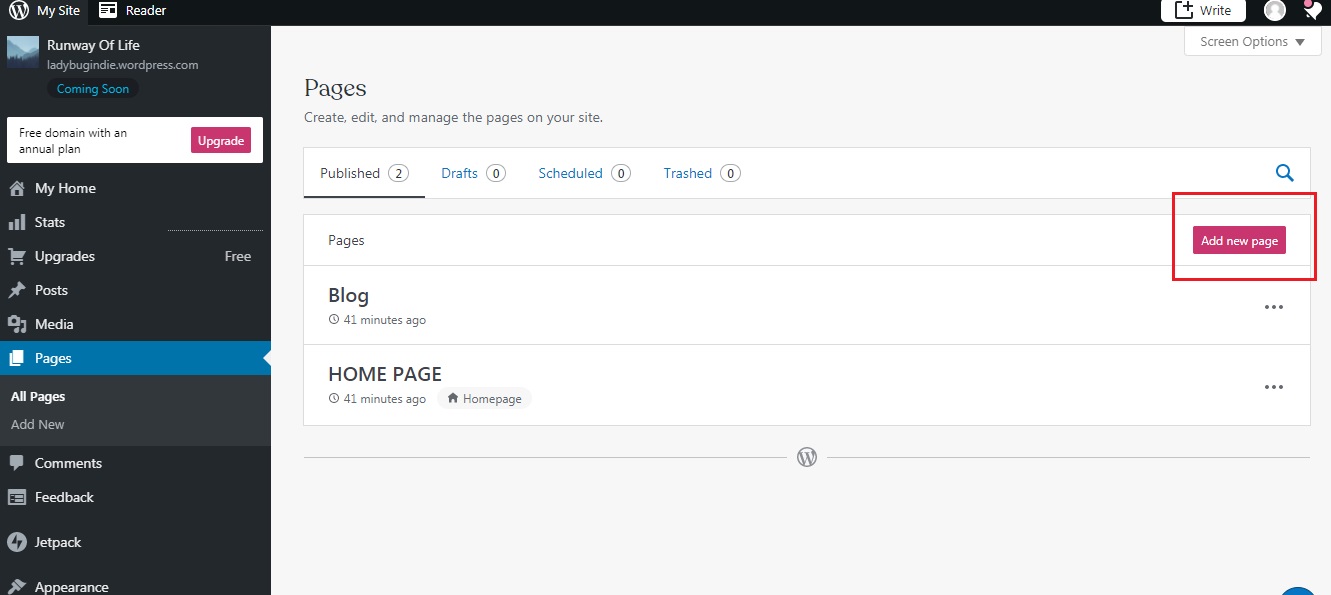 My Site
Reader
Write
Runway Of Life
ladybugindie.wordpress.com
Coming Soon
Free domain with an
annual plan
Upgrade
My Home
Stats
Upgrades Free
Posts
Media
Pages
All Pages
Add New
Comments
Feedback
Jetpack
Appearance
Screen Options
Pages
Create, edit, and manage the pages on your site.
Published 2
Drafts 0
Scheduled 0
Trashed 0
Pages
Add new page
Blog
41 minutes ago
HOME PAGE
41 minutes ago Homepage